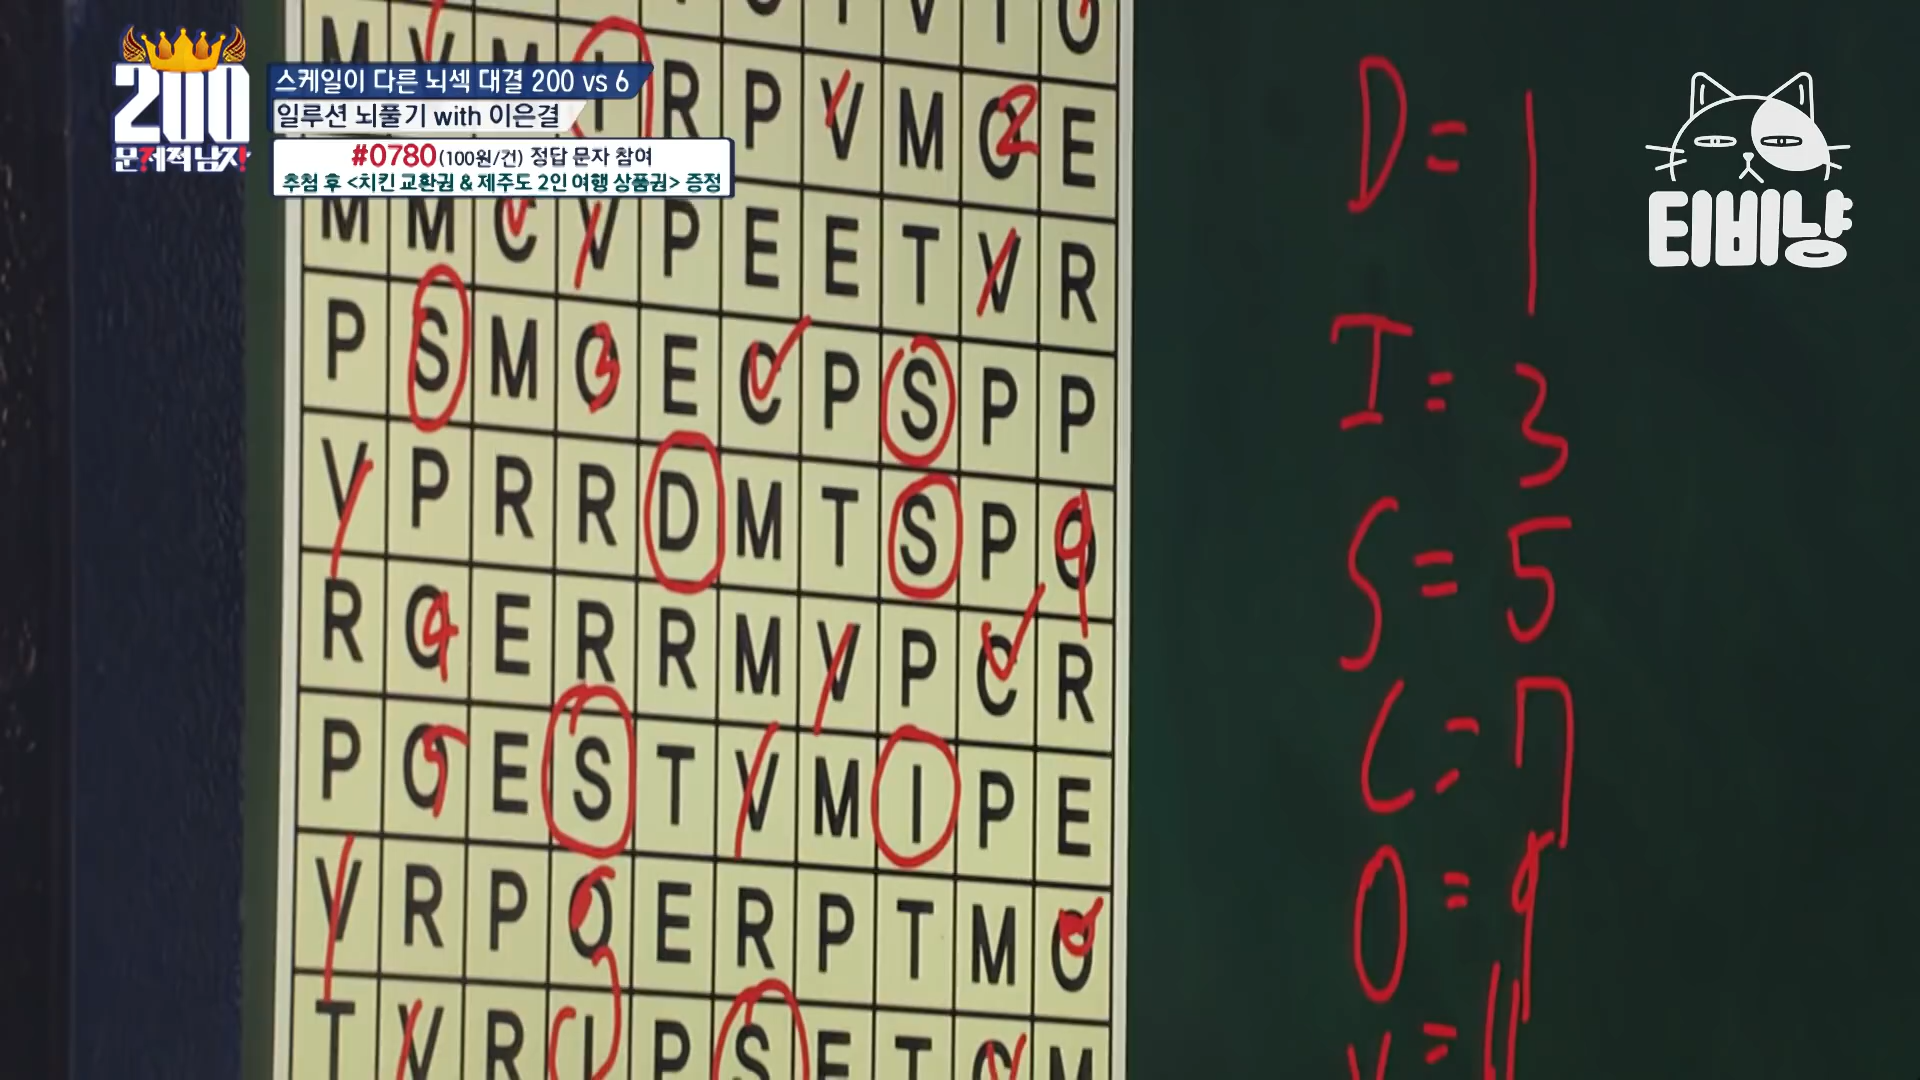 200
문제적남자
스케일이 다른 뇌섹 대결 200 vs 6
일루션 뇌풀기 with 이은결
#0780(100원/건) 정답 문자 참여
추첨 후 <치킨 교환권 & 제주도 2인 여행 상품권> 증정
티비냥
M V M I R P V M O E
M M C V P E E T V R
P S M O E C P S P P
V P R R D M T S P O
R O E R R M V P C R
P O E S T V M I P E
V R P O E R P T M O
T V R I P S E T C M
D = 1
I = 3
S = 5
C = 7
O = 9
V = 11